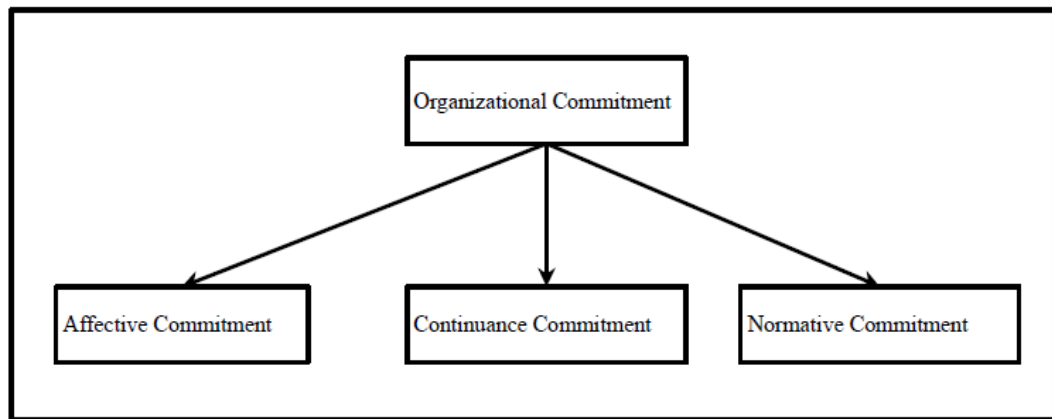 Organizational Commitment
Affective Commitment
Continuance Commitment
Normative Commitment